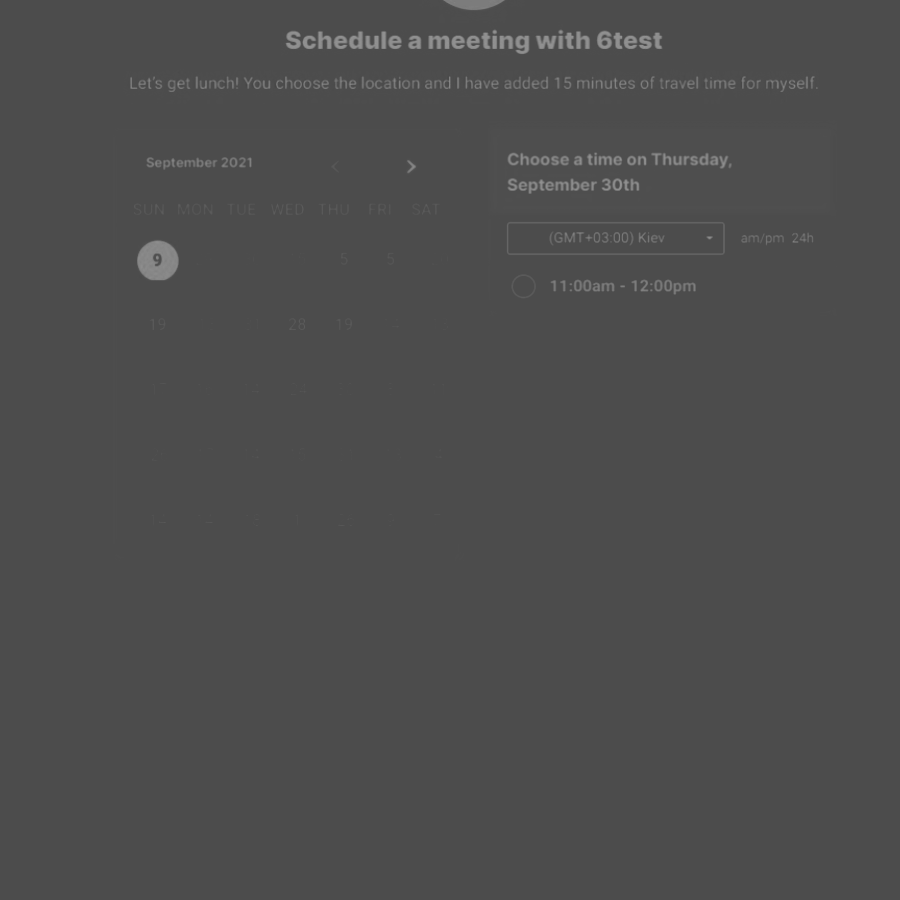 Schedule a meeting with 6test
Let's get lunch! You choose the location and I have added 15 minutes of travel time for myself.
September 2021
SUN MON TUE WED THU FRI SAT
9 5 5
19 28 19
Choose a time on Thursday,
September 30th
(GMT+03:00) Kiev am/pm 24h
11:00am - 12:00pm